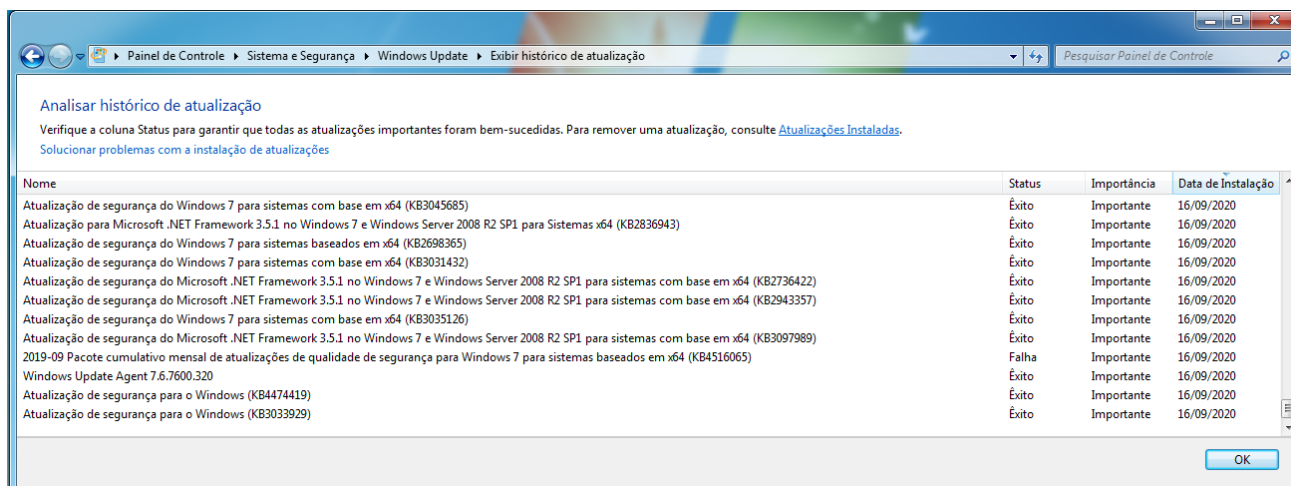 Painel de Controle ▸ Sistema e Segurança ▸ Windows Update ▸ Exibir histórico de atualização Pesquisar Painel de Controle
Analisar histórico de atualização
Verifique a coluna Status para garantir que todas as atualizações importantes foram bem-sucedidas. Para remover uma atualização, consulte Atualizações Instaladas.
Solucionar problemas com a instalação de atualizações
Nome Status Importância Data de Instalação
Atualização de segurança do Windows 7 para sistemas com base em x64 (KB3045685) Êxito Importante 16/09/2020
Atualização para Microsoft .NET Framework 3.5.1 no Windows 7 e Windows Server 2008 R2 SP1 para Sistemas x64 (KB2836943) Êxito Importante 16/09/2020
Atualização de segurança do Windows 7 para sistemas baseados em x64 (KB2698365) Êxito Importante 16/09/2020
Atualização de segurança do Windows 7 para sistemas com base em x64 (KB3031432) Êxito Importante 16/09/2020
Atualização de segurança do Microsoft .NET Framework 3.5.1 no Windows 7 e Windows Server 2008 R2 SP1 para sistemas com base em x64 (KB2736422) Êxito Importante 16/09/2020
Atualização de segurança do Microsoft .NET Framework 3.5.1 no Windows 7 e Windows Server 2008 R2 SP1 para sistemas com base em x64 (KB2943357) Êxito Importante 16/09/2020
Atualização de segurança do Windows 7 para sistemas com base em x64 (KB3035126) Êxito Importante 16/09/2020
Atualização de segurança do Microsoft .NET Framework 3.5.1 no Windows 7 e Windows Server 2008 R2 SP1 para sistemas com base em x64 (KB3097989) Êxito Importante 16/09/2020
2019-09 Pacote cumulativo mensal de atualizações de qualidade de segurança para Windows 7 para sistemas baseados em x64 (KB4516065) Falha Importante 16/09/2020
Windows Update Agent 7.6.7600.320 Êxito Importante 16/09/2020
Atualização de segurança para o Windows (KB4474419) Êxito Importante 16/09/2020
Atualização de segurança para o Windows (KB3033929) Êxito Importante 16/09/2020
OK